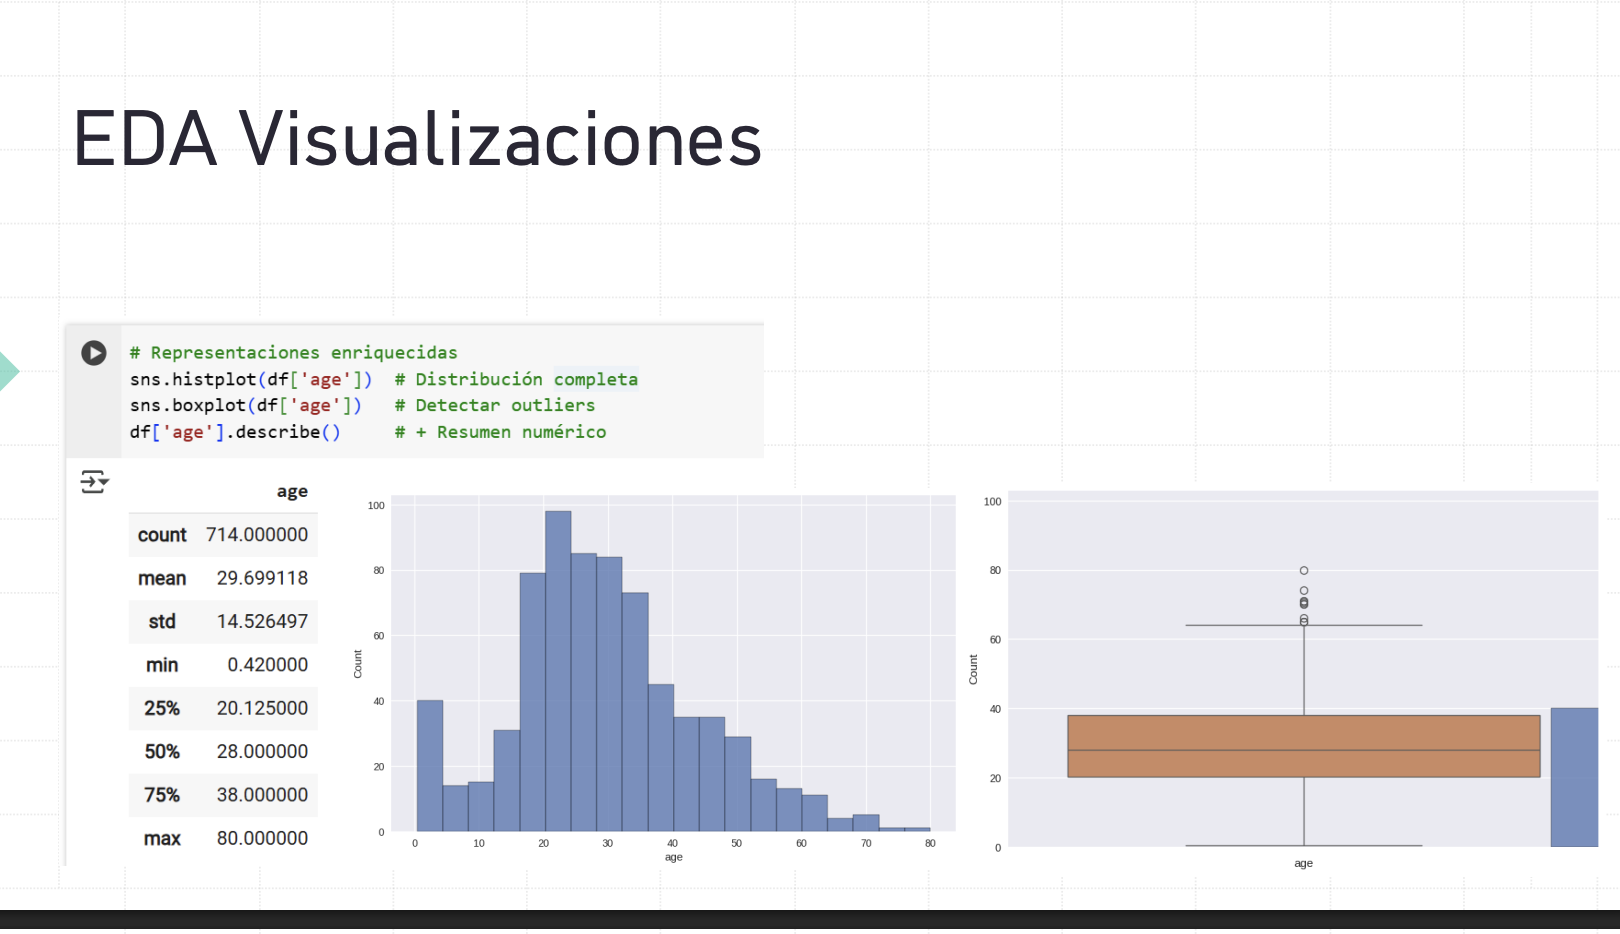 EDA Visualizaciones
# Representaciones enriquecidas
sns.histplot(df['age'])  # Distribución completa
sns.boxplot(df['age'])   # Detectar outliers
df['age'].describe()     # + Resumen numérico
age
count 714.000000
mean 29.699118
std 14.526497
min 0.420000
25% 20.125000
50% 28.000000
75% 38.000000
max 80.000000
100
80
60
40
20
0
Count
0 10 20 30 40 50 60 70 80
age
100
80
60
40
20
0
Count
age